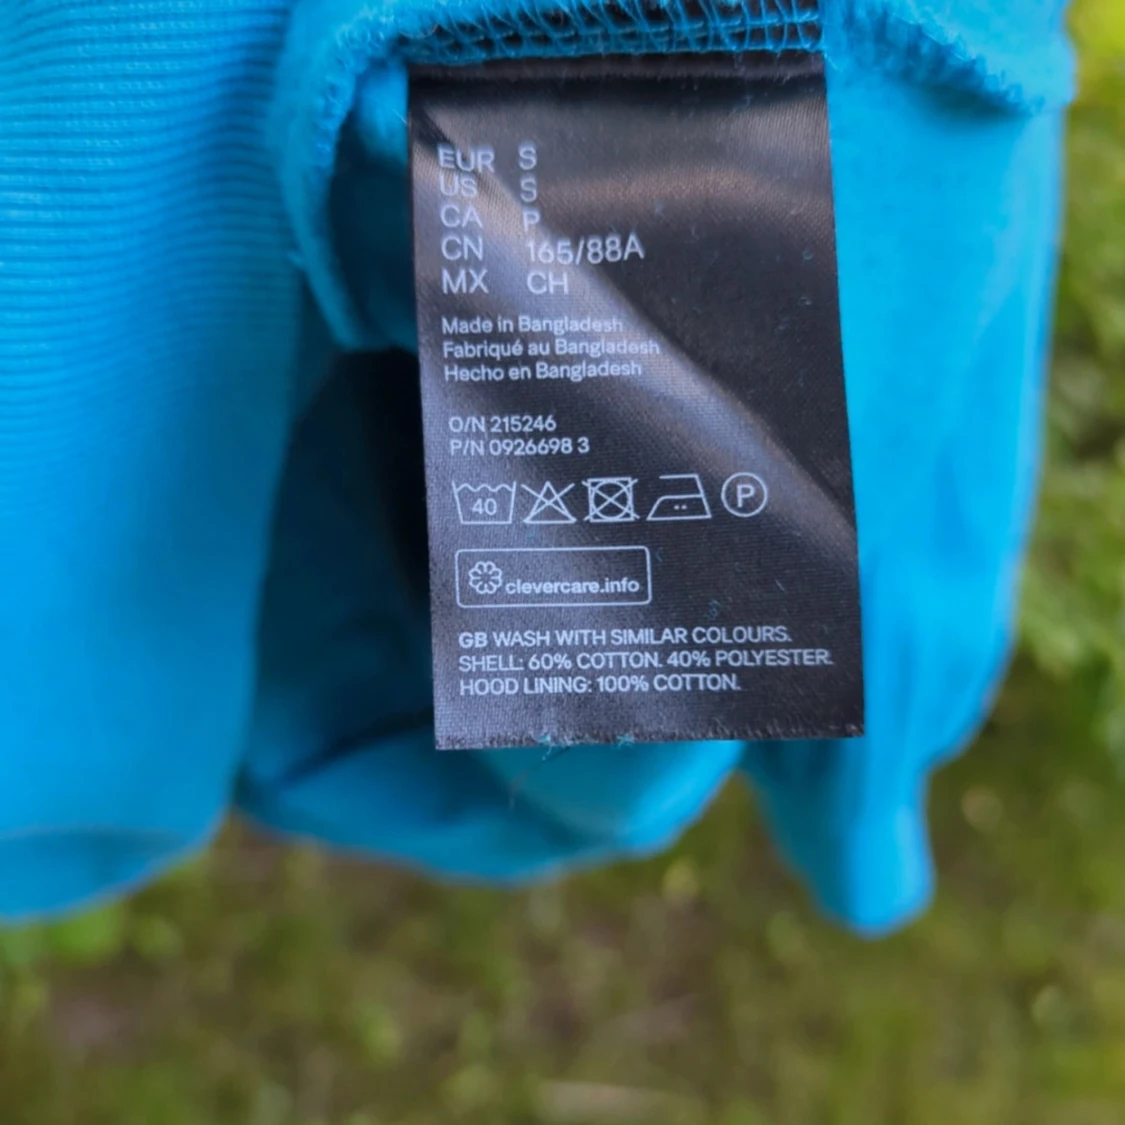 EUR S
US S
CA P
CN 165/88A
MX CH
Made in Bangladesh
Fabriqué au Bangladesh
Hecho en Bangladesh
O/N 215246
P/N 0926698 3
40 P
clevercare.info
GB WASH WITH SIMILAR COLOURS.
SHELL: 60% COTTON. 40% POLYESTER.
HOOD LINING: 100% COTTON.